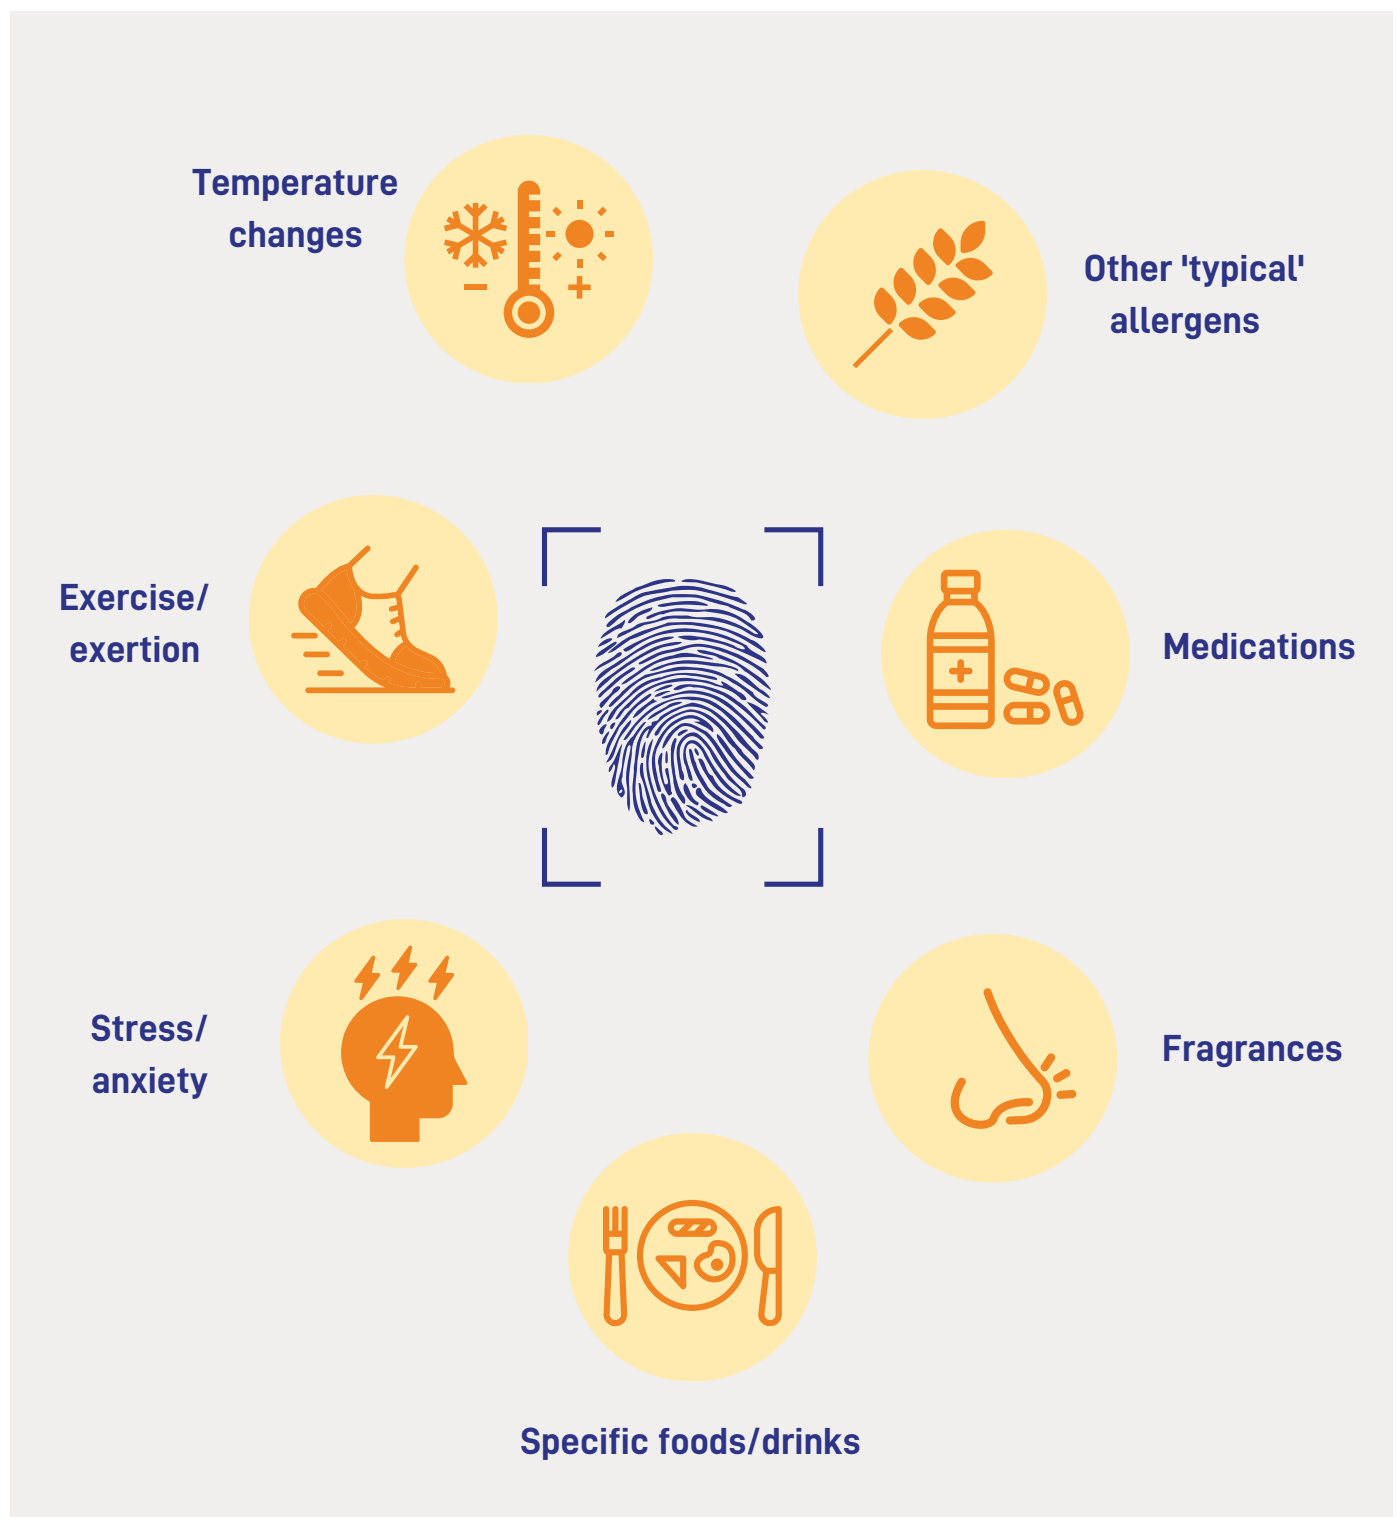 Temperature
changes
Other 'typical'
allergens
Exercise/
exertion
Medications
Stress/
anxiety
Fragrances
Specific foods/drinks